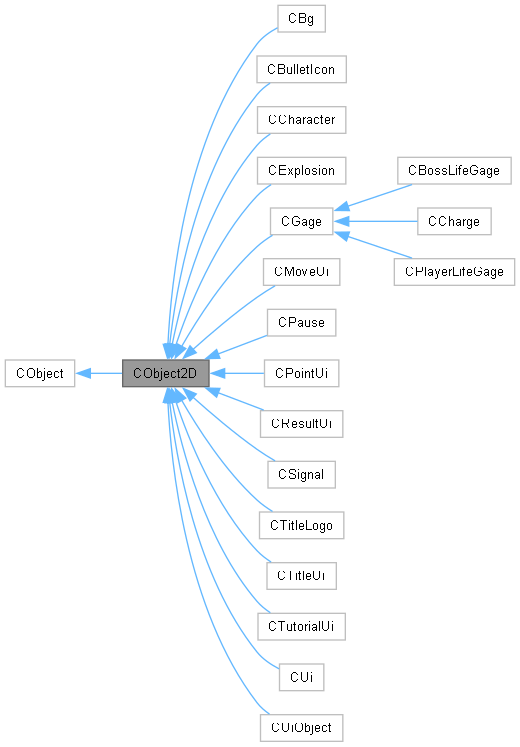 CBg
CBulletIcon
CCharacter
CExplosion
CBossLifeGage
CGage
CCharge
CMoveUi
CPlayerLifeGage
CPause
CObject
CObject2D
CPointUi
CResultUi
CSignal
CTitleLogo
CTitleUi
CTutorialUi
CUi
CUiObject